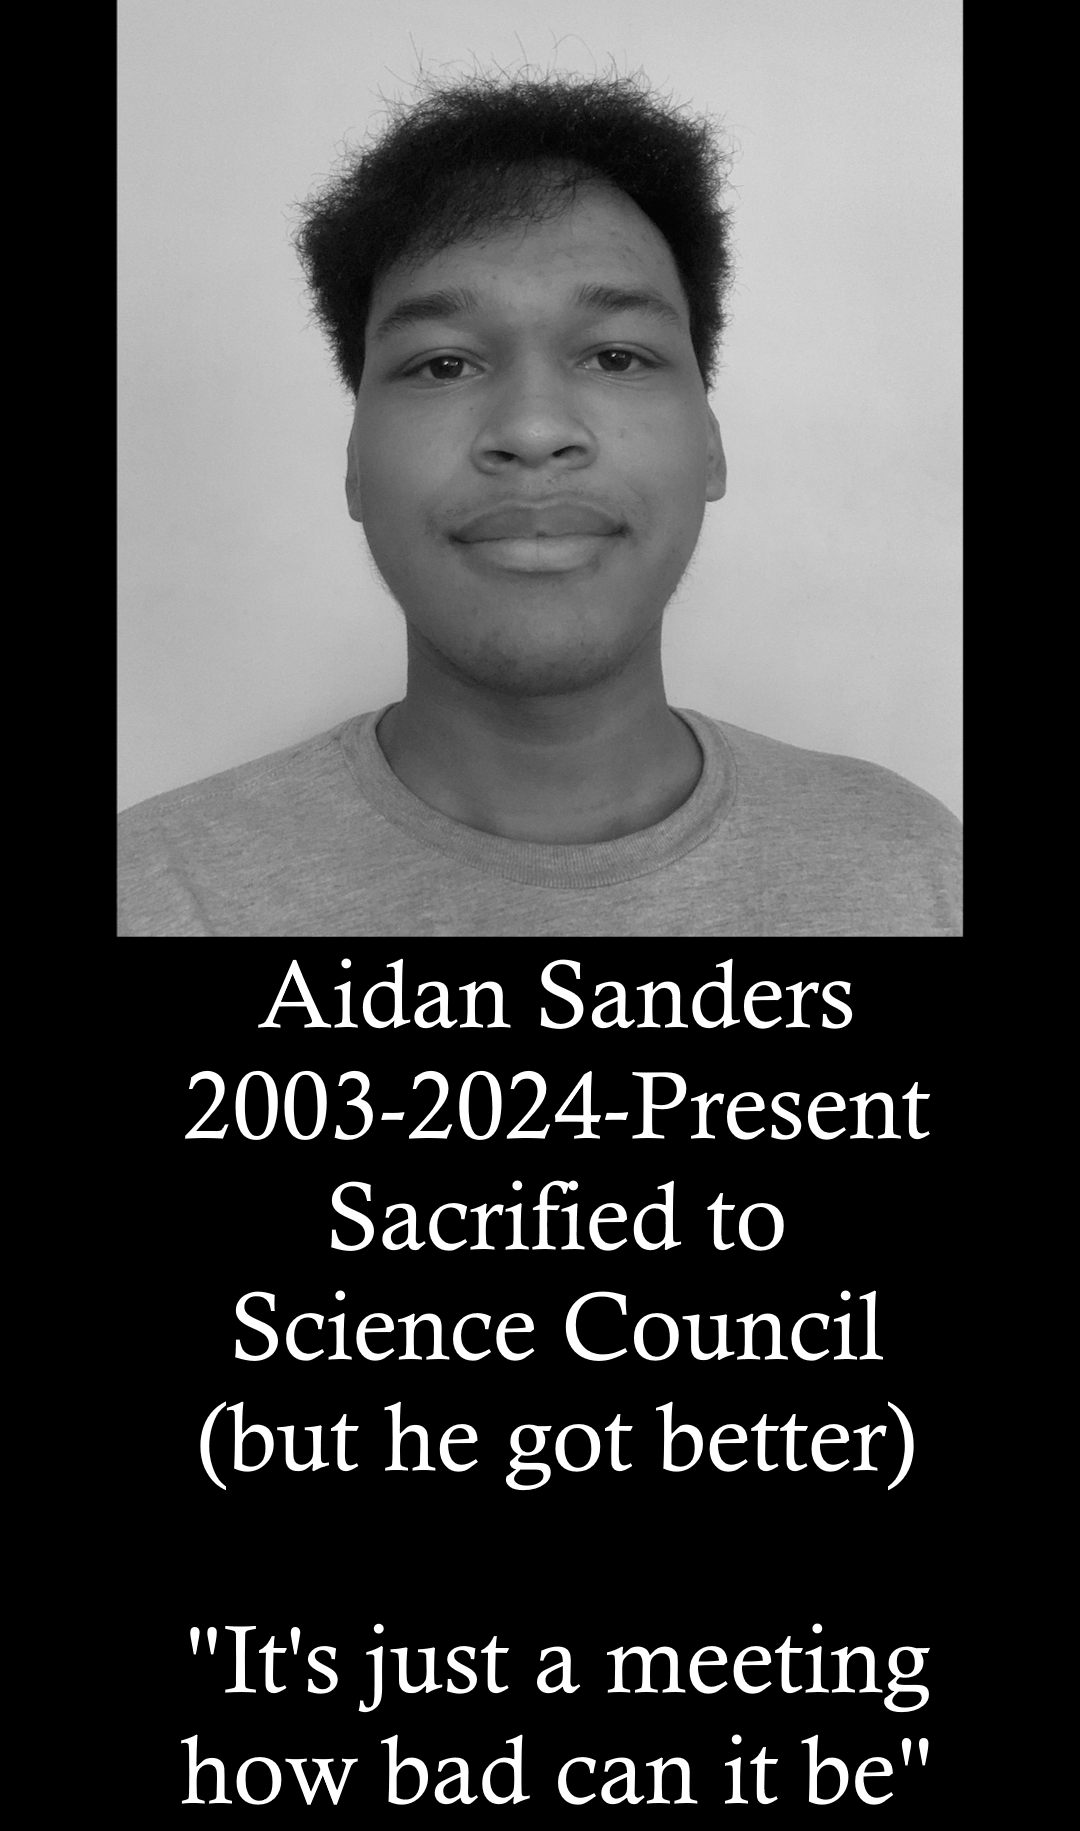 Aidan Sanders
2003-2024-Present
Sacrified to
Science Council
(but he got better)
"It's just a meeting
how bad can it be"